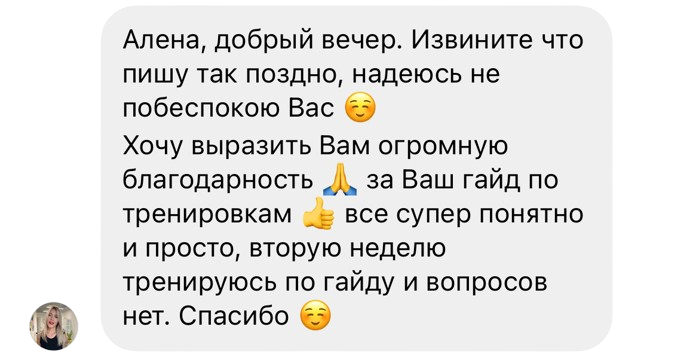 Алена, добрый вечер. Извините что
пишу так поздно, надеюсь не
побеспокою Вас ☺️
Хочу выразить Вам огромную
благодарность 🙏 за Ваш гайд по
тренировкам 👍 все супер понятно
и просто, вторую неделю
тренируюсь по гайду и вопросов
нет. Спасибо ☺️